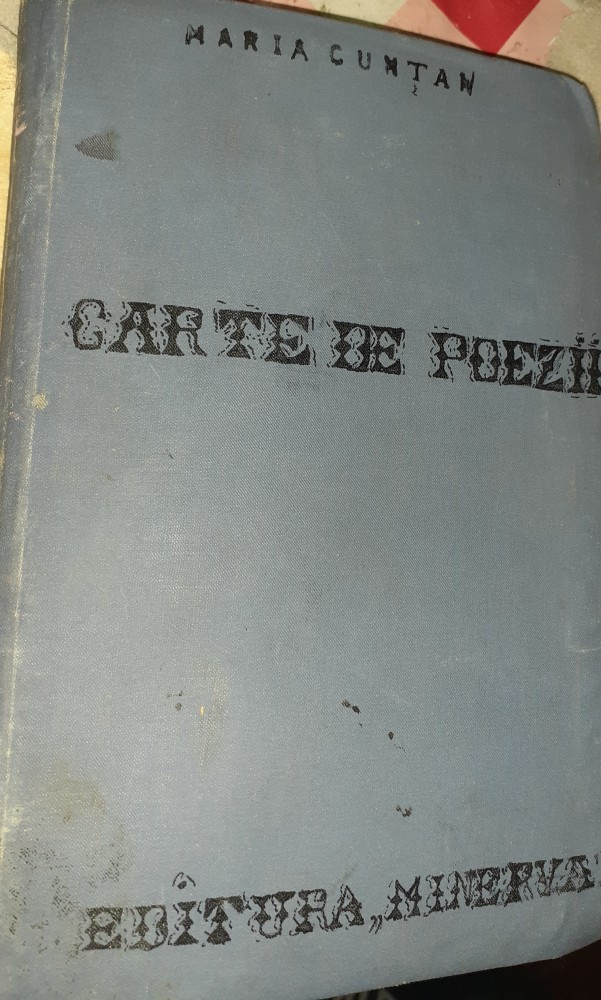 MARIA CUNȚAN
CARTE DE POEZII
EDITURA „MINERVA"